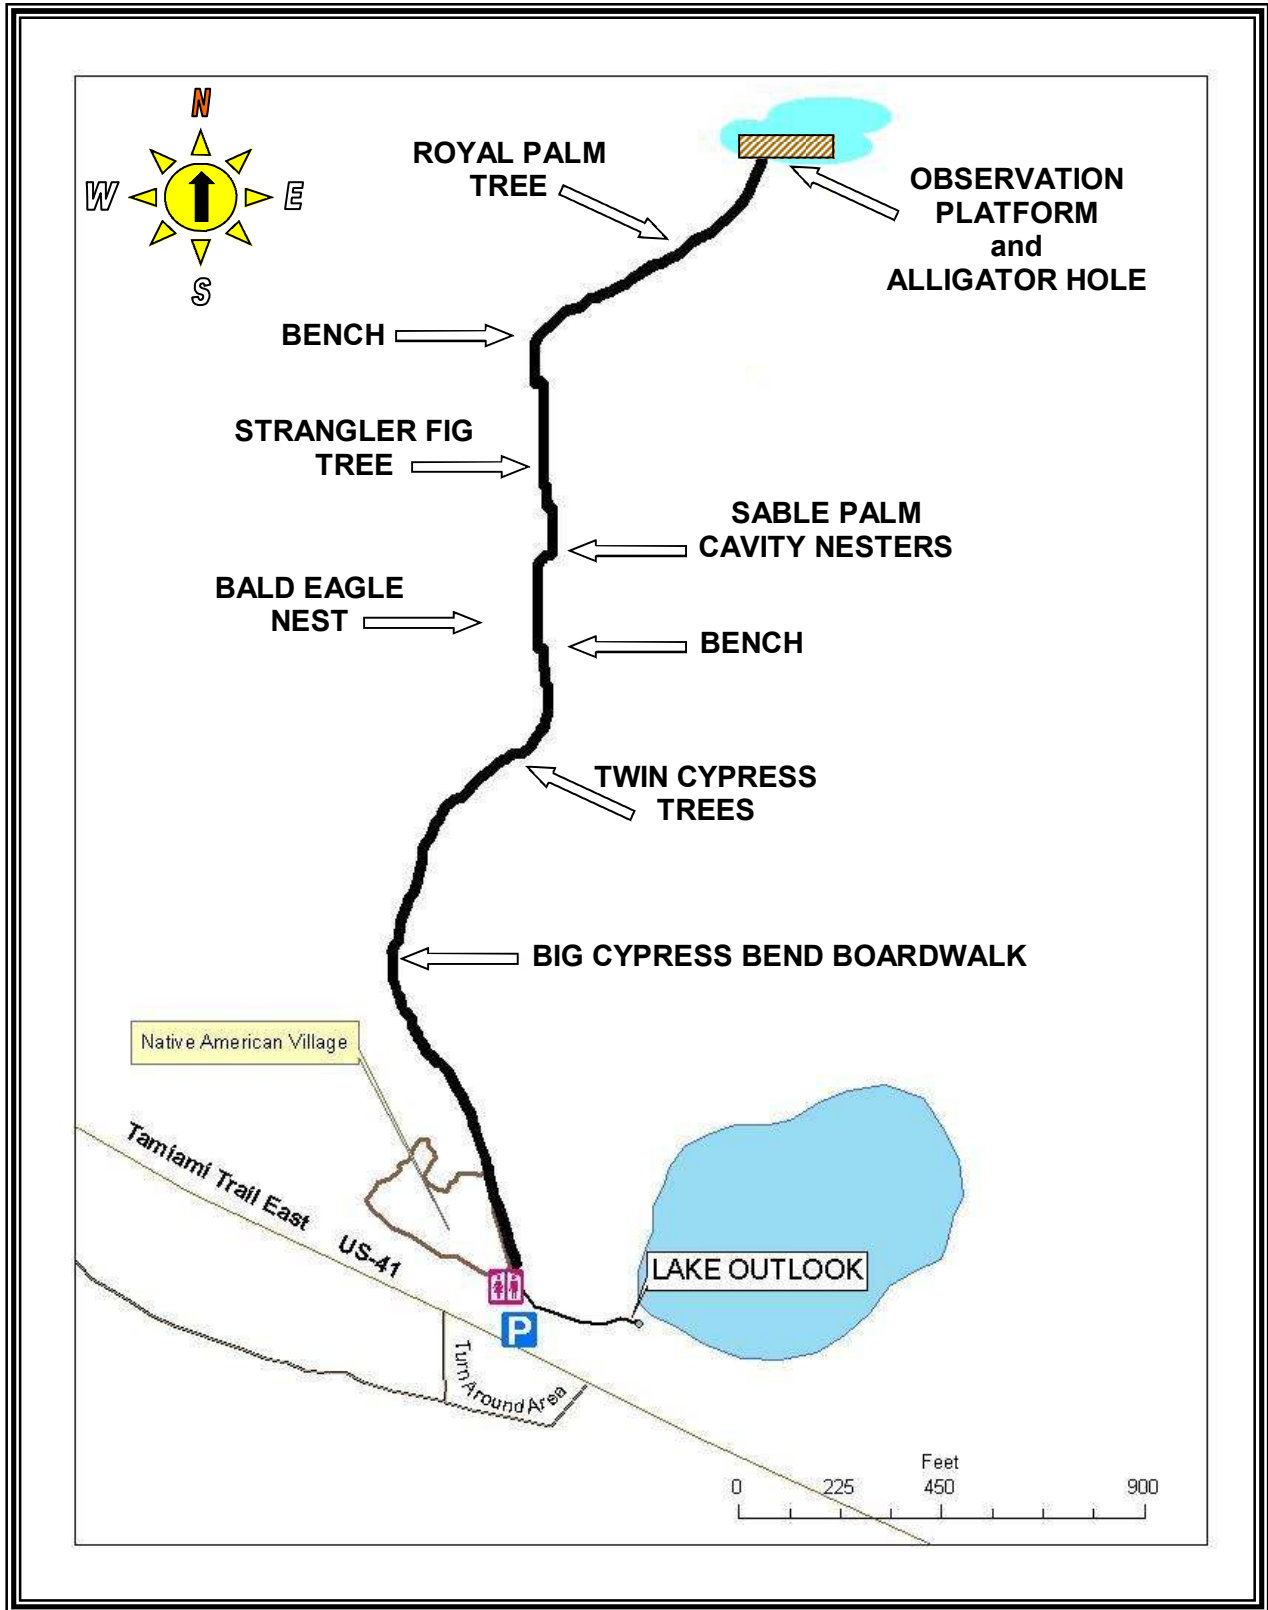 N
W
E
S
ROYAL PALM
TREE
OBSERVATION
PLATFORM
and
ALLIGATOR HOLE
BENCH
STRANGLER FIG
TREE
SABLE PALM
CAVITY NESTERS
BALD EAGLE
NEST
BENCH
TWIN CYPRESS
TREES
BIG CYPRESS BEND BOARDWALK
Native American Village
Tamiami Trail East
US-41
LAKE OUTLOOK
P
Turn Around Area
Feet
0 225 450 900